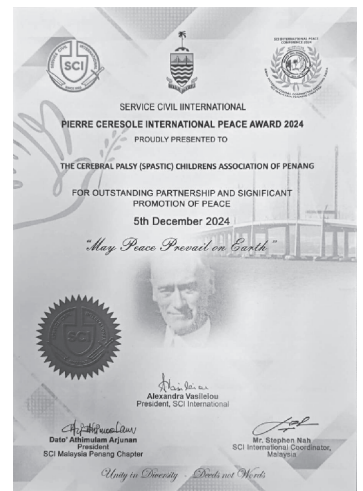 SCI
SERVICE CIVIL IINTERNATIONAL
PIERRE CERESOLE INTERNATIONAL PEACE AWARD 2024
PROUDLY PRESENTED TO
THE CEREBRAL PALSY (SPASTIC) CHILDRENS ASSOCIATION OF PENANG
FOR OUTSTANDING PARTNERSHIP AND SIGNIFICANT
PROMOTION OF PEACE
5th December 2024
"May Peace Prevail on Earth"
SCI
Alexandra Vasileiou
President, SCI International
Dato' Athimulam Arjunan
President
SCI Malaysia Penang Chapter
Mr. Stephen Nah
SCI International Coordinator,
Malaysia
Unity in Diversity - Deeds not Words